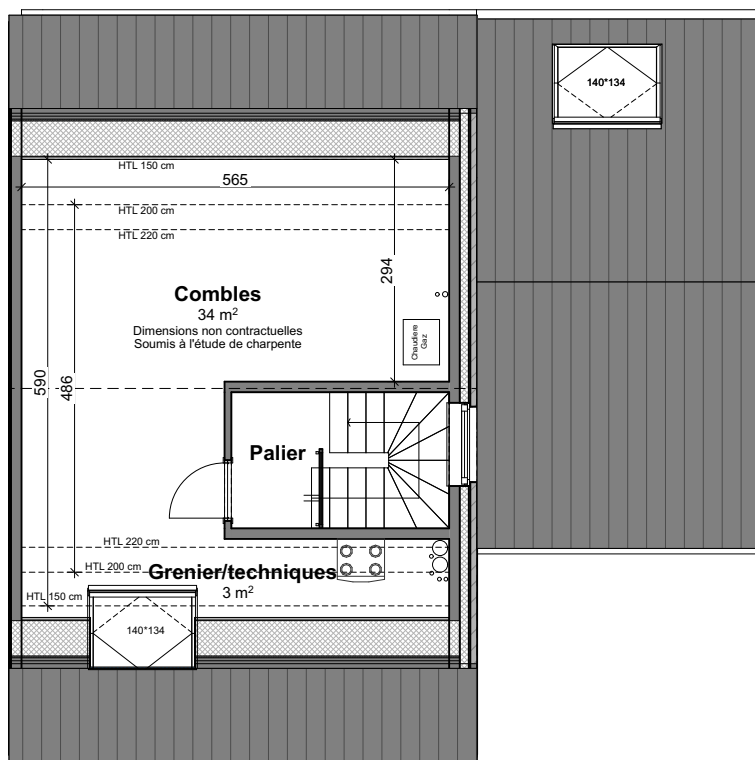 140*134
HTL 150 cm
565
HTL 200 cm
HTL 220 cm
294
Combles
34 m²
Dimensions non contractuelles
Soumis à l'étude de charpente
Chaudiere
Gaz
590
486
Palier
HTL 220 cm
HTL 200 cm
Grenier/techniques
3 m²
HTL 150 cm
140*134